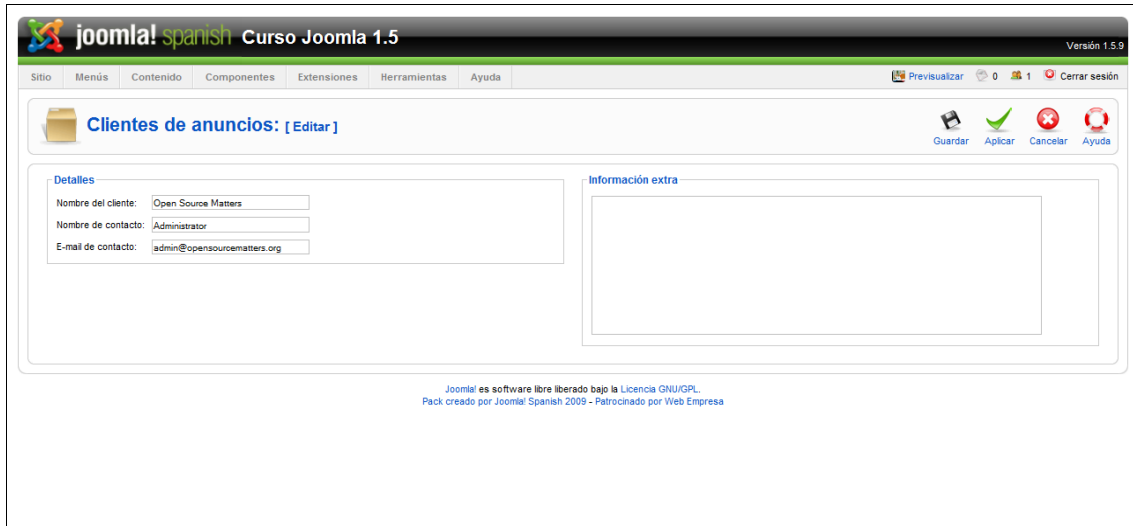 joomla! spanish Curso Joomla 1.5
Versión 1.5.9
Sitio Menús Contenido Componentes Extensiones Herramientas Ayuda Previsualizar 0 1 Cerrar sesión
Clientes de anuncios: [ Editar ]
Guardar Aplicar Cancelar Ayuda
Detalles
Nombre del cliente: Open Source Matters
Nombre de contacto: Administrator
E-mail de contacto: admin@opensourcematters.org
Información extra
Joomla! es software libre liberado bajo la Licencia GNU/GPL.
Pack creado por Joomla! Spanish 2009 - Patrocinado por Web Empresa